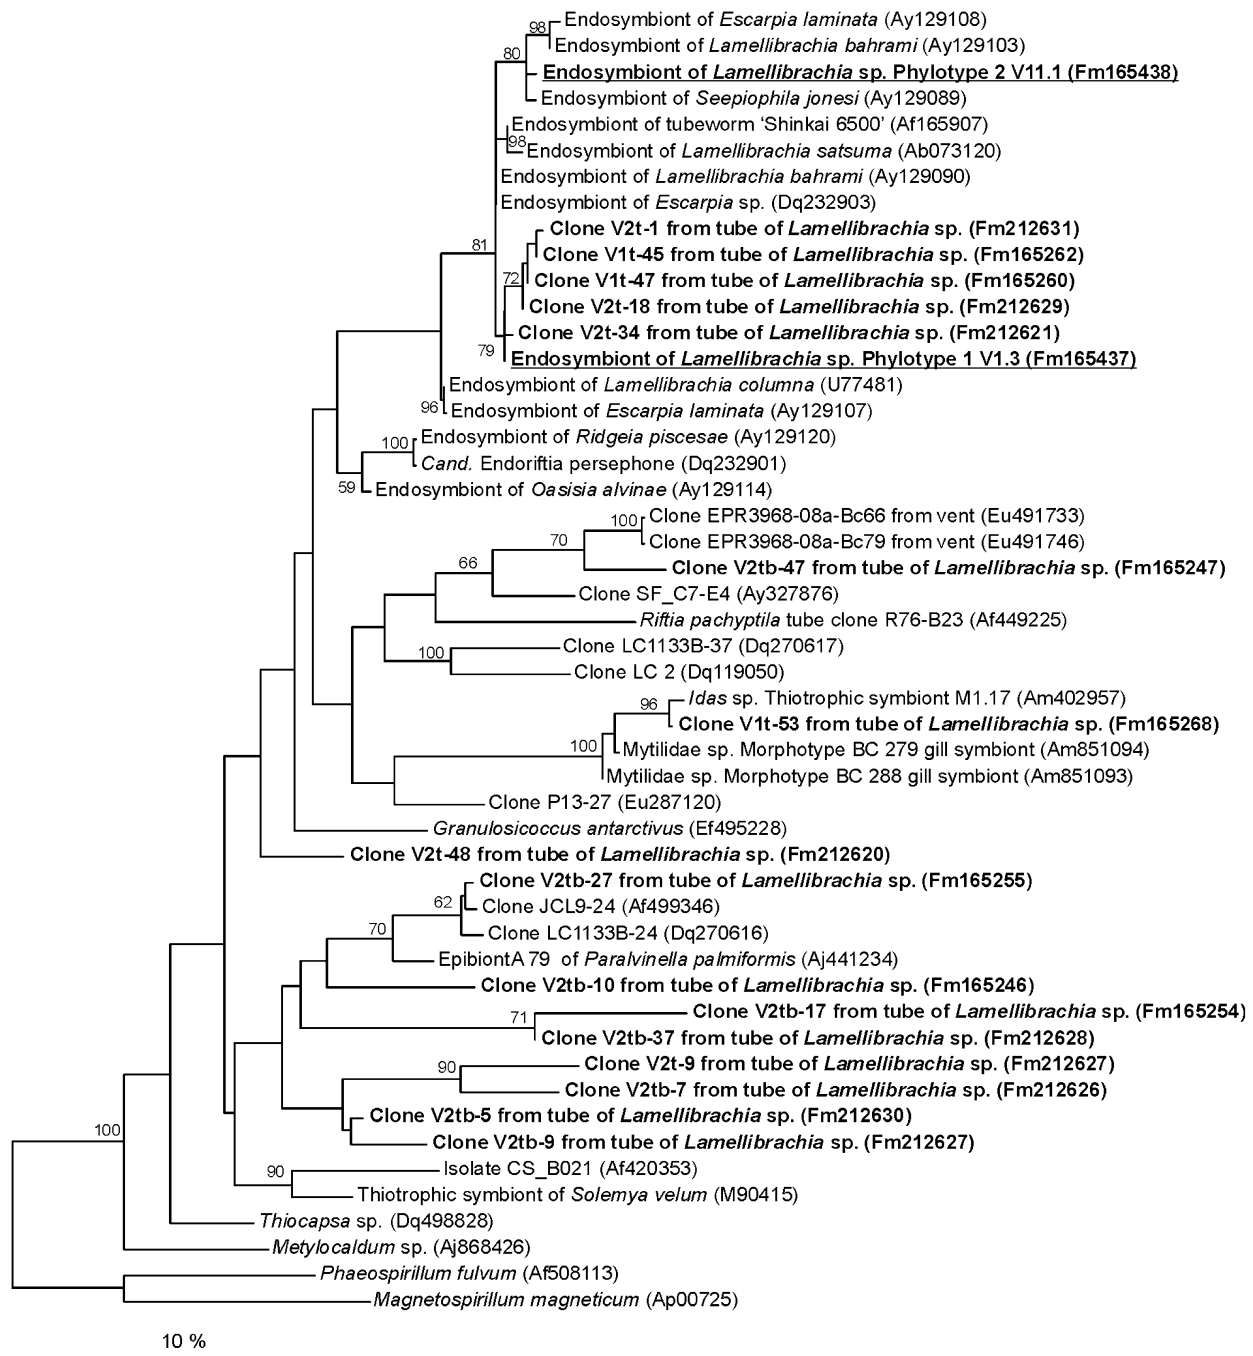 98 Endosymbiont of Escarpia laminata (Ay129108)
Endosymbiont of Lamellibrachia bahrami (Ay129103)
80
Endosymbiont of Lamellibrachia sp. Phylotype 2 V11.1 (Fm165438)
Endosymbiont of Seepiophila jonesi (Ay129089)
Endosymbiont of tubeworm ‘Shinkai 6500’ (Af165907)
98 Endosymbiont of Lamellibrachia satsuma (Ab073120)
Endosymbiont of Lamellibrachia bahrami (Ay129090)
Endosymbiont of Escarpia sp. (Dq232903)
Clone V2t-1 from tube of Lamellibrachia sp. (Fm212631)
81 Clone V1t-45 from tube of Lamellibrachia sp. (Fm165262)
72 Clone V1t-47 from tube of Lamellibrachia sp. (Fm165260)
Clone V2t-18 from tube of Lamellibrachia sp. (Fm212629)
Clone V2t-34 from tube of Lamellibrachia sp. (Fm212621)
79 Endosymbiont of Lamellibrachia sp. Phylotype 1 V1.3 (Fm165437)
Endosymbiont of Lamellibrachia columna (U77481)
96 Endosymbiont of Escarpia laminata (Ay129107)
100 Endosymbiont of Ridgeia piscesae (Ay129120)
Cand. Endoriftia persephone (Dq232901)
59 Endosymbiont of Oasisia alvinae (Ay129114)
100 Clone EPR3968-08a-Bc66 from vent (Eu491733)
70 Clone EPR3968-08a-Bc79 from vent (Eu491746)
66 Clone V2tb-47 from tube of Lamellibrachia sp. (Fm165247)
Clone SF_C7-E4 (Ay327876)
Riftia pachyptila tube clone R76-B23 (Af449225)
100 Clone LC1133B-37 (Dq270617)
Clone LC 2 (Dq119050)
96 Idas sp. Thiotrophic symbiont M1.17 (Am402957)
Clone V1t-53 from tube of Lamellibrachia sp. (Fm165268)
100 Mytilidae sp. Morphotype BC 279 gill symbiont (Am851094)
Mytilidae sp. Morphotype BC 288 gill symbiont (Am851093)
Clone P13-27 (Eu287120)
Granulosicoccus antarctivus (Ef495228)
Clone V2t-48 from tube of Lamellibrachia sp. (Fm212620)
Clone V2tb-27 from tube of Lamellibrachia sp. (Fm165255)
62 Clone JCL9-24 (Af499346)
70 Clone LC1133B-24 (Dq270616)
EpibiontA 79 of Paralvinella palmiformis (Aj441234)
Clone V2tb-10 from tube of Lamellibrachia sp. (Fm165246)
71 Clone V2tb-17 from tube of Lamellibrachia sp. (Fm165254)
Clone V2tb-37 from tube of Lamellibrachia sp. (Fm212628)
90 Clone V2t-9 from tube of Lamellibrachia sp. (Fm212627)
Clone V2tb-7 from tube of Lamellibrachia sp. (Fm212626)
Clone V2tb-5 from tube of Lamellibrachia sp. (Fm212630)
100 Clone V2tb-9 from tube of Lamellibrachia sp. (Fm212627)
90 Isolate CS_B021 (Af420353)
Thiotrophic symbiont of Solemya velum (M90415)
Thiocapsa sp. (Dq498828)
Metylocaldum sp. (Aj868426)
Phaeospirillum fulvum (Af508113)
Magnetospirillum magneticum (Ap00725)
10 %